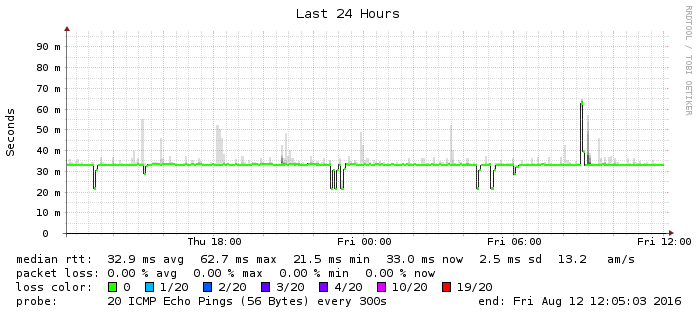 Last 24 Hours
RRDTOOL / TOBI OETIKER
Seconds
90 m
80 m
70 m
60 m
50 m
40 m
30 m
20 m
10 m
0
Thu 18:00 Fri 00:00 Fri 06:00 Fri 12:00
median rtt: 32.9 ms avg 62.7 ms max 21.5 ms min 33.0 ms now 2.5 ms sd 13.2 am/s
packet loss: 0.00 % avg 0.00 % max 0.00 % min 0.00 % now
loss color: 0 1/20 2/20 3/20 4/20 10/20 19/20
probe: 20 ICMP Echo Pings (56 Bytes) every 300s end: Fri Aug 12 12:05:03 2016